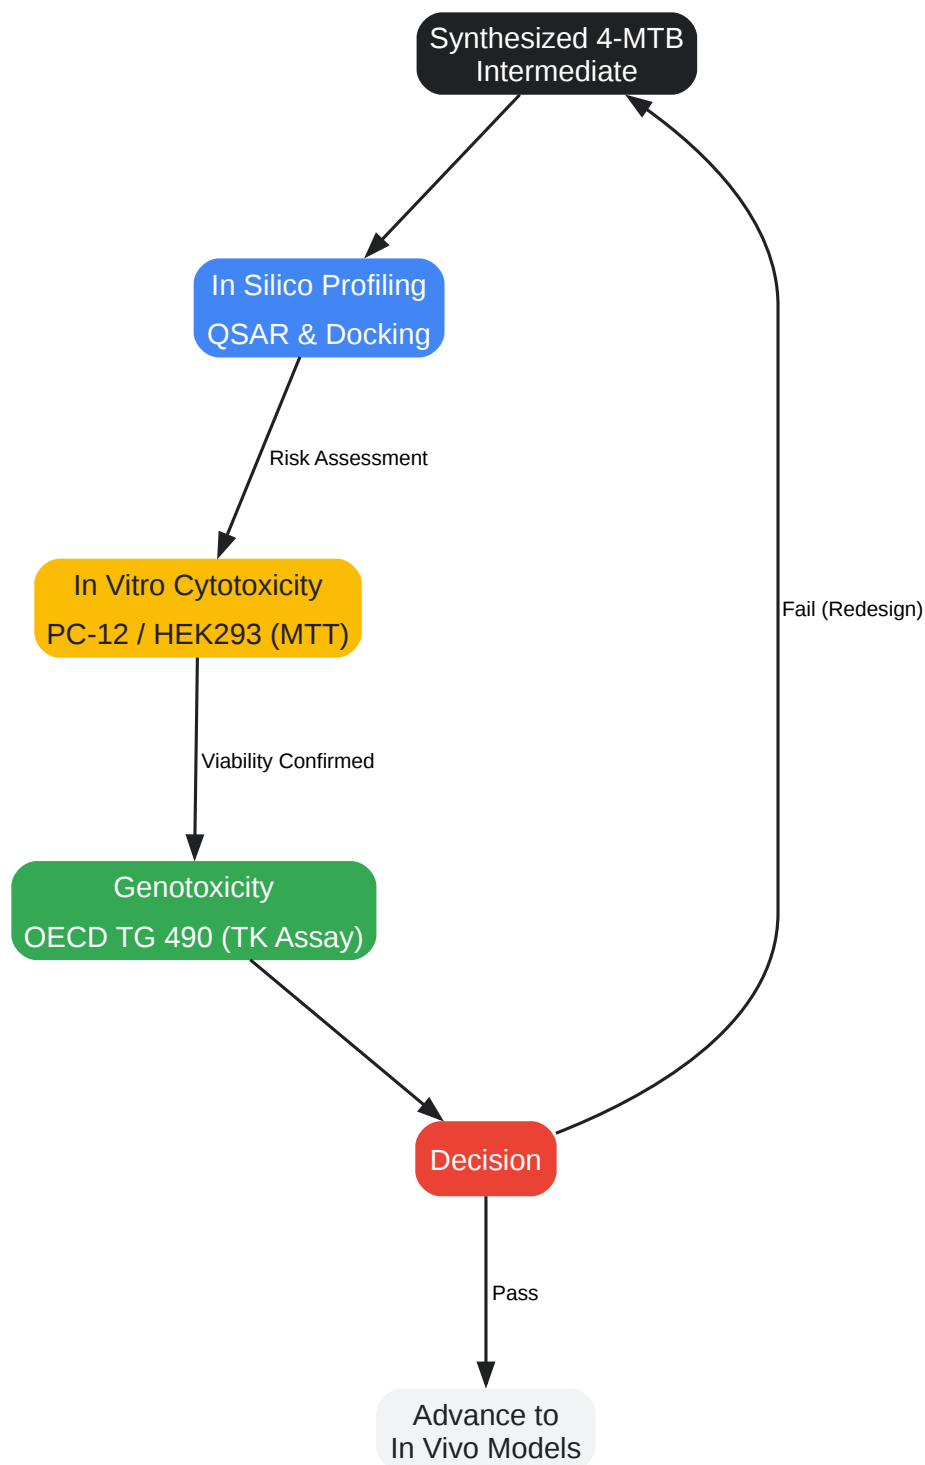 Synthesized 4-MTB
Intermediate
In Silico Profiling
QSAR & Docking
Risk Assessment
In Vitro Cytotoxicity
PC-12 / HEK293 (MTT)
Fail (Redesign)
Viability Confirmed
Genotoxicity
OECD TG 490 (TK Assay)
Decision
Pass
Advance to
In Vivo Models